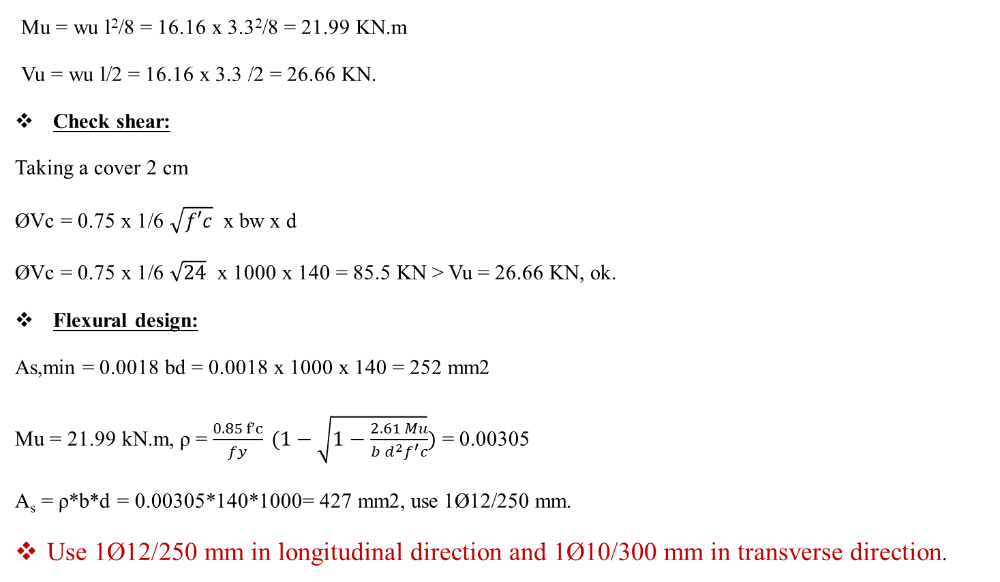 Mu = wu l²/8 = 16.16 x 3.3²/8 = 21.99 KN.m
Vu = wu l/2 = 16.16 x 3.3 /2 = 26.66 KN.
❖ Check shear:
Taking a cover 2 cm
ØVc = 0.75 x 1/6 √f′c x bw x d
ØVc = 0.75 x 1/6 √24 x 1000 x 140 = 85.5 KN > Vu = 26.66 KN, ok.
❖ Flexural design:
As,min = 0.0018 bd = 0.0018 x 1000 x 140 = 252 mm2
Mu = 21.99 kN.m, ρ = 0.85 f'c / fy (1 − √(1 − 2.61 Mu / b d² f′c)) = 0.00305
Aₛ = ρ*b*d = 0.00305*140*1000= 427 mm2, use 1Ø12/250 mm.
❖ Use 1Ø12/250 mm in longitudinal direction and 1Ø10/300 mm in transverse direction.